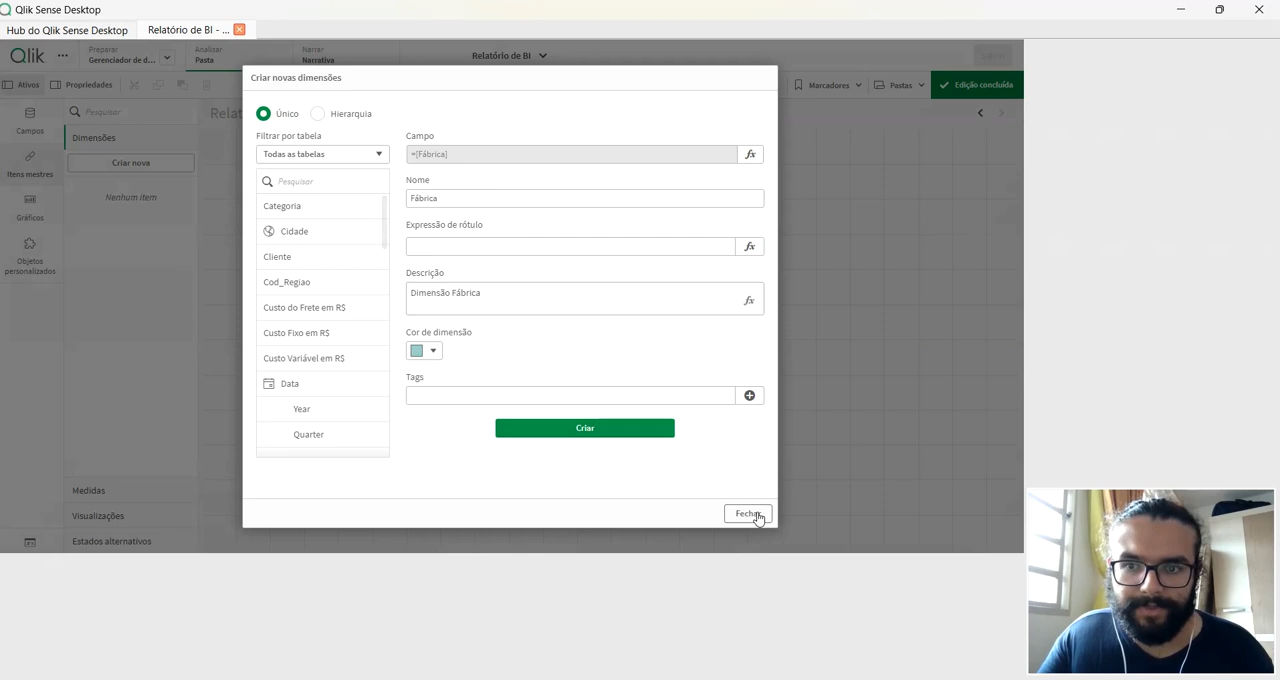 Qlik Sense Desktop
Hub do Qlik Sense Desktop
Relatório de BI - ...
Qlik
Preparar
Gerenciador de d...
Analisar
Pasta
Narrar
Narrativa
Relatório de BI
Ativos
Propriedades
Marcadores
Pastas
Edição concluída
Campos
Itens mestres
Gráficos
Objetos
personalizados
Pesquisar
Dimensões
Criar nova
Nenhum item
Medidas
Visualizações
Estados alternativos
Relat
Criar novas dimensões
Único
Hierarquia
Filtrar por tabela
Todas as tabelas
Pesquisar
Categoria
Cidade
Cliente
Cod_Regiao
Custo do Frete em R$
Custo Fixo em R$
Custo Variável em R$
Data
Year
Quarter
Campo
=[Fábrica]
fx
Nome
Fábrica
Expressão de rótulo
fx
Descrição
Dimensão Fábrica
fx
Cor de dimensão
Tags
Criar
Fechar